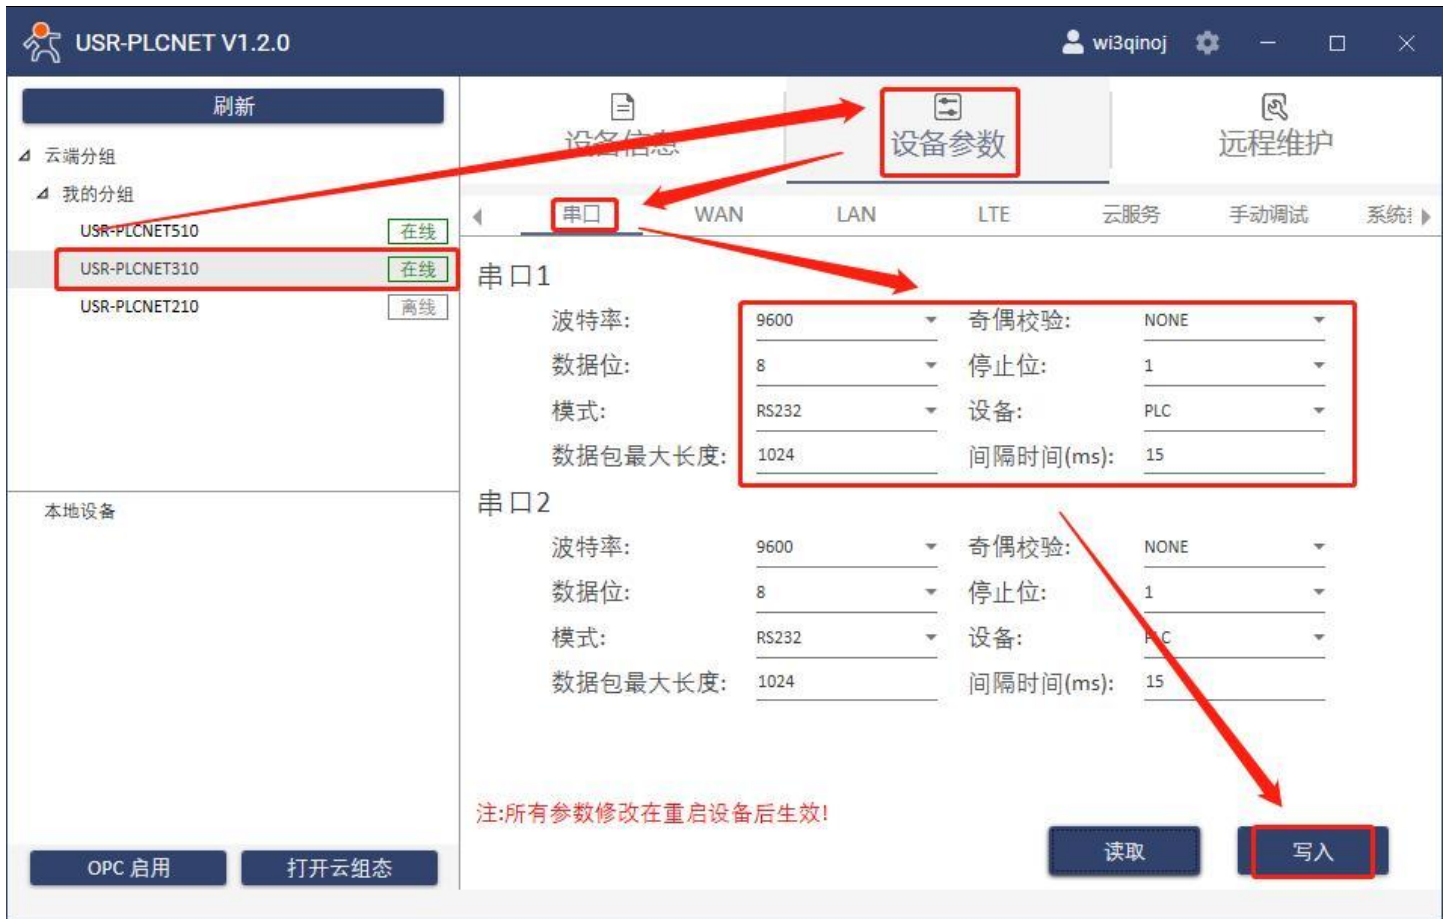 USR-PLCNET V1.2.0
wi3qinoj
刷新
云端分组
我的分组
USR-PLCNET510 在线
USR-PLCNET310 在线
USR-PLCNET210 离线
本地设备
OPC 启用 打开云组态
设备信息 设备参数 远程维护
串口 WAN LAN LTE 云服务 手动调试 系统
串口1
波特率: 9600 奇偶校验: NONE
数据位: 8 停止位: 1
模式: RS232 设备: PLC
数据包最大长度: 1024 间隔时间(ms): 15
串口2
波特率: 9600 奇偶校验: NONE
数据位: 8 停止位: 1
模式: RS232 设备: PLC
数据包最大长度: 1024 间隔时间(ms): 15
注:所有参数修改在重启设备后生效!
读取 写入